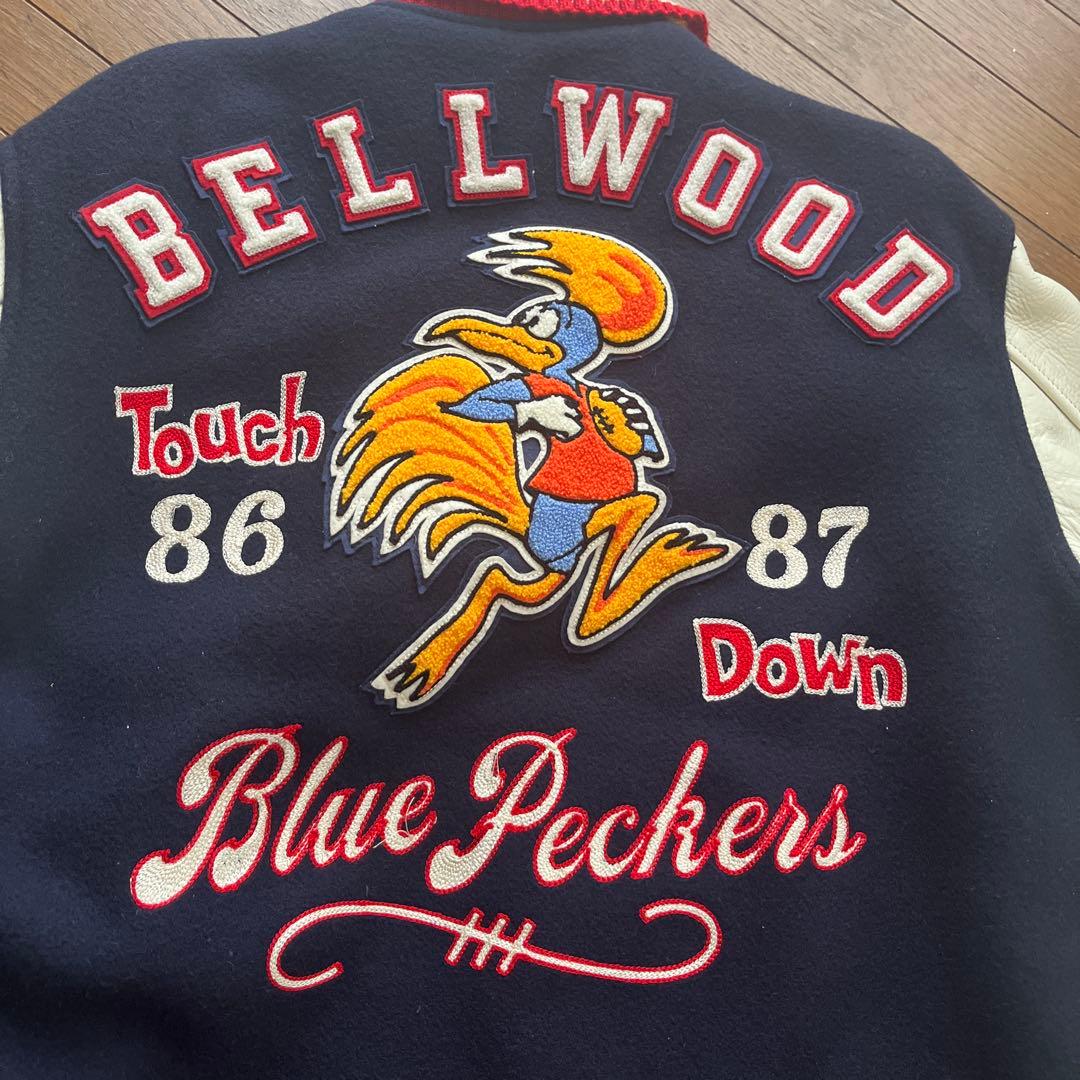 BELLWOOD
Touch
86 87
Down
Blue Peckers